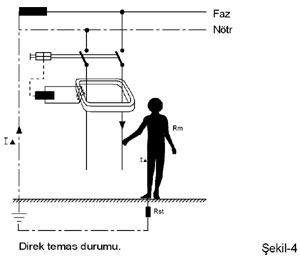 Faz
Nötr
Rm
I
I
Rst
Direk temas durumu.
Şekil-4